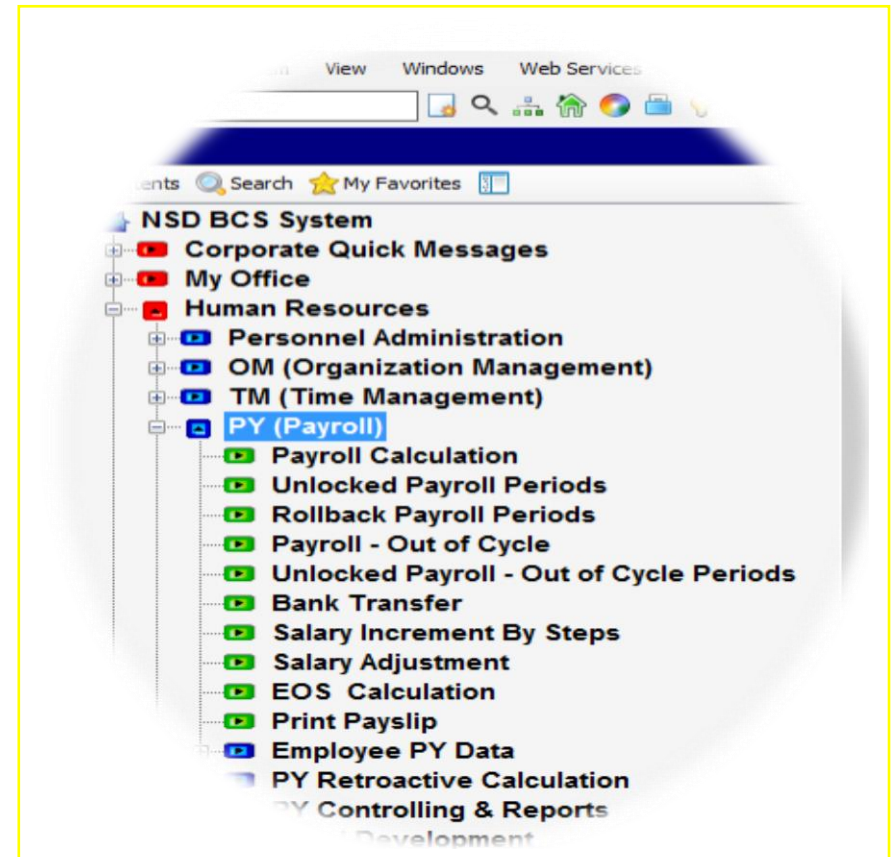 View Windows Web Services
Search My Favorites
NSD BCS System
Corporate Quick Messages
My Office
Human Resources
Personnel Administration
OM (Organization Management)
TM (Time Management)
PY (Payroll)
Payroll Calculation
Unlocked Payroll Periods
Rollback Payroll Periods
Payroll - Out of Cycle
Unlocked Payroll - Out of Cycle Periods
Bank Transfer
Salary Increment By Steps
Salary Adjustment
EOS Calculation
Print Payslip
Employee PY Data
PY Retroactive Calculation
PY Controlling & Reports